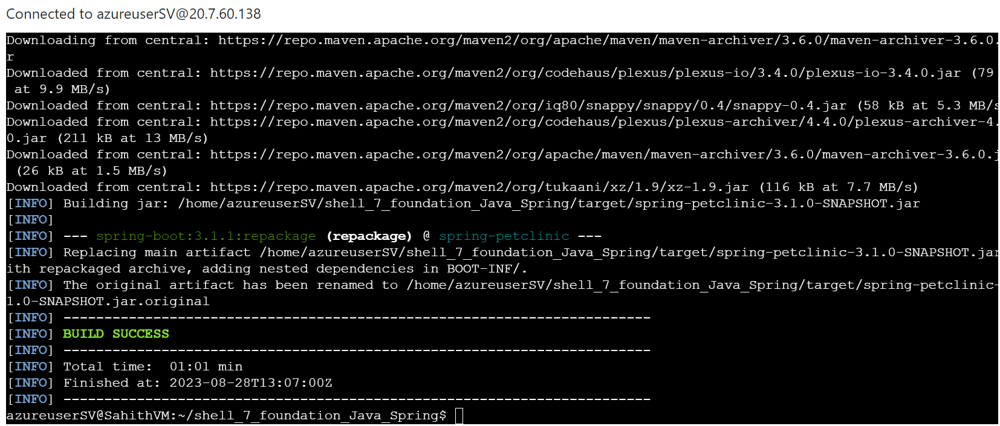 Connected to azureuserSV@20.7.60.138
Downloading from central: https://repo.maven.apache.org/maven2/org/apache/maven/maven-archiver/3.6.0/maven-archiver-3.6.0.
r
Downloaded from central: https://repo.maven.apache.org/maven2/org/codehaus/plexus/plexus-io/3.4.0/plexus-io-3.4.0.jar (79
at 9.9 MB/s)
Downloaded from central: https://repo.maven.apache.org/maven2/org/iq80/snappy/snappy/0.4/snappy-0.4.jar (58 kB at 5.3 MB/s
Downloaded from central: https://repo.maven.apache.org/maven2/org/codehaus/plexus/plexus-archiver/4.4.0/plexus-archiver-4.
0.jar (211 kB at 13 MB/s)
Downloaded from central: https://repo.maven.apache.org/maven2/org/apache/maven/maven-archiver/3.6.0/maven-archiver-3.6.0.j
(26 kB at 1.5 MB/s)
Downloaded from central: https://repo.maven.apache.org/maven2/org/tukaani/xz/1.9/xz-1.9.jar (116 kB at 7.7 MB/s)
[INFO] Building jar: /home/azureuserSV/shell_7_foundation_Java_Spring/target/spring-petclinic-3.1.0-SNAPSHOT.jar
[INFO]
[INFO] --- spring-boot:3.1.1:repackage (repackage) @ spring-petclinic ---
[INFO] Replacing main artifact /home/azureuserSV/shell_7_foundation_Java_Spring/target/spring-petclinic-3.1.0-SNAPSHOT.jar
ith repackaged archive, adding nested dependencies in BOOT-INF/.
[INFO] The original artifact has been renamed to /home/azureuserSV/shell_7_foundation_Java_Spring/target/spring-petclinic-
1.0-SNAPSHOT.jar.original
[INFO] ------------------------------------------------------------------------
[INFO] BUILD SUCCESS
[INFO] ------------------------------------------------------------------------
[INFO] Total time:  01:01 min
[INFO] Finished at: 2023-08-28T13:07:00Z
[INFO] ------------------------------------------------------------------------
azureuserSV@SahithVM:~/shell_7_foundation_Java_Spring$